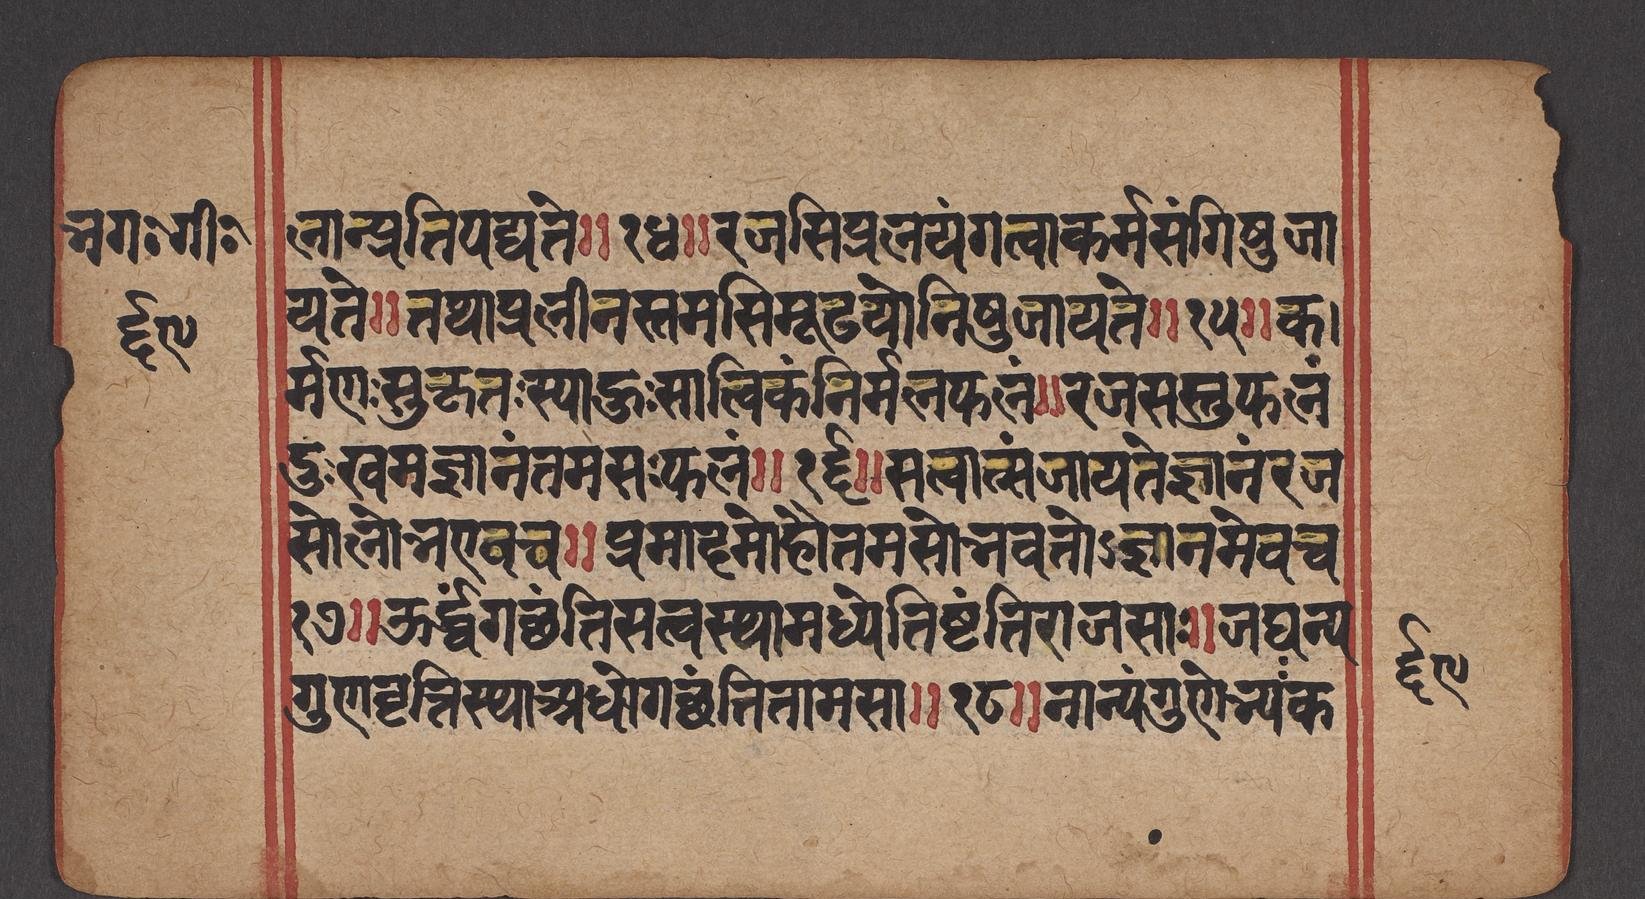 भगःगीः
६९
लान्प्रतिपद्यते॥१४॥रजसिप्रलयंगत्वाकर्मसंगिषुजा
यते॥तथाप्रलीनस्तमसिमूढयोनिषुजायते॥१५॥क।
र्मणःसुकृतःस्याहुःसात्विकंनिर्मलफलं॥रजसस्तुफलं
दुःखमज्ञानंतमसःफलं॥१६॥सत्वात्संजायतेज्ञानंरज
सोलोभएवच॥प्रमादमोहौतमसोभवतोऽज्ञानमेवच
१७॥ऊर्द्ध्वंगछंतिसत्वस्थामध्येतिष्टंतिराजसाः॥जघन्य
गुणवृत्तिस्थाअधोगछंतितामसा॥१८॥नान्यंगुणेभ्यंक
६९